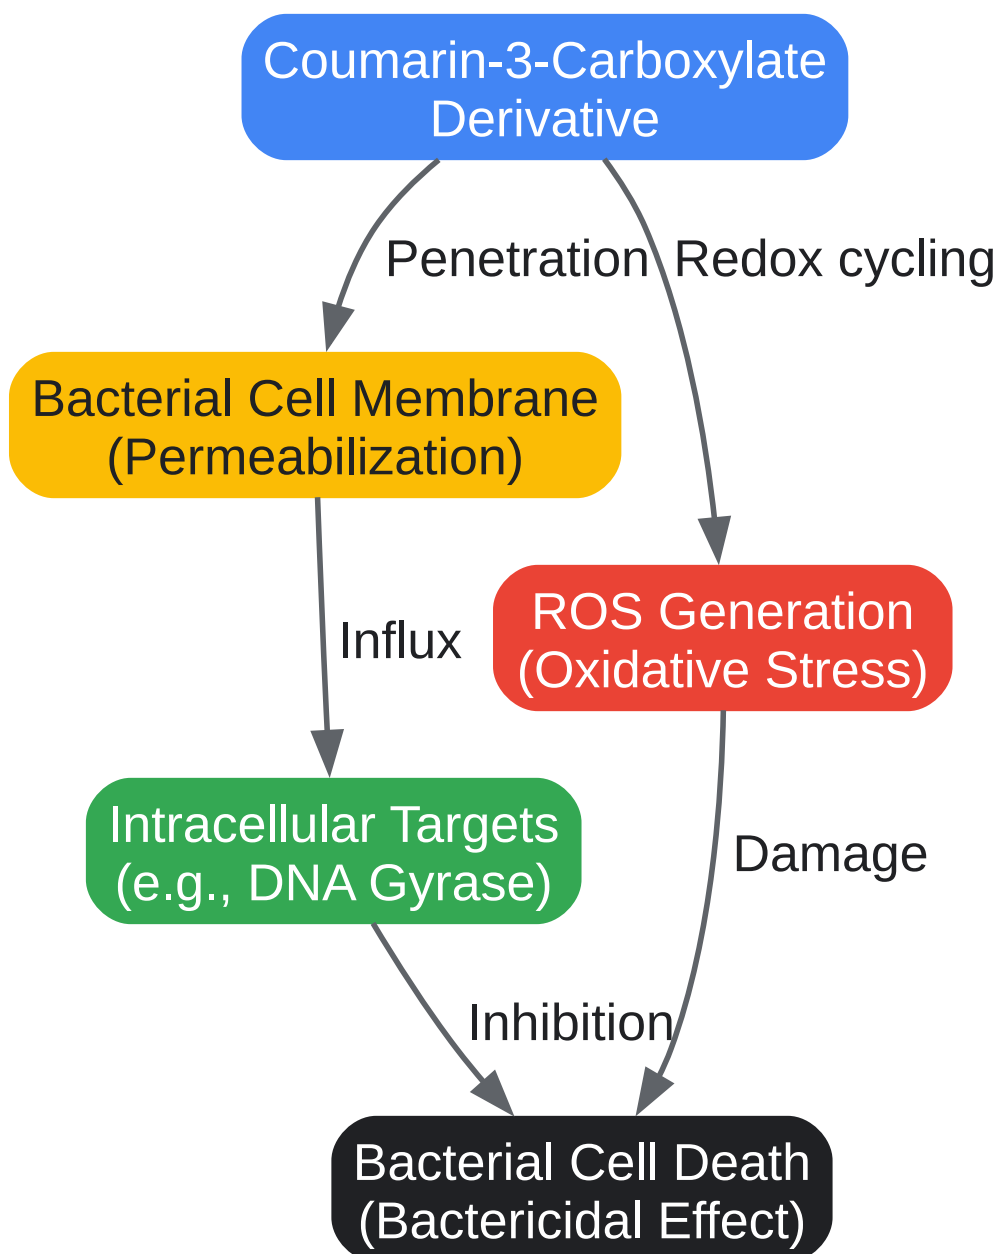 Coumarin-3-Carboxylate
Derivative
Penetration
Redox cycling
Bacterial Cell Membrane
(Permeabilization)
Influx
ROS Generation
(Oxidative Stress)
Intracellular Targets
(e.g., DNA Gyrase)
Damage
Inhibition
Bacterial Cell Death
(Bactericidal Effect)